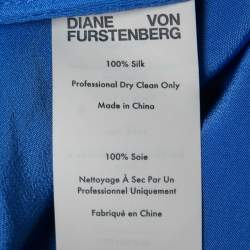 DIANE VON
FURSTENBERG
100% Silk
Professional Dry Clean Only
Made in China
100% Soie
Nettoyage À Sec Par Un
Professionnel Uniquement
Fabriqué en Chine